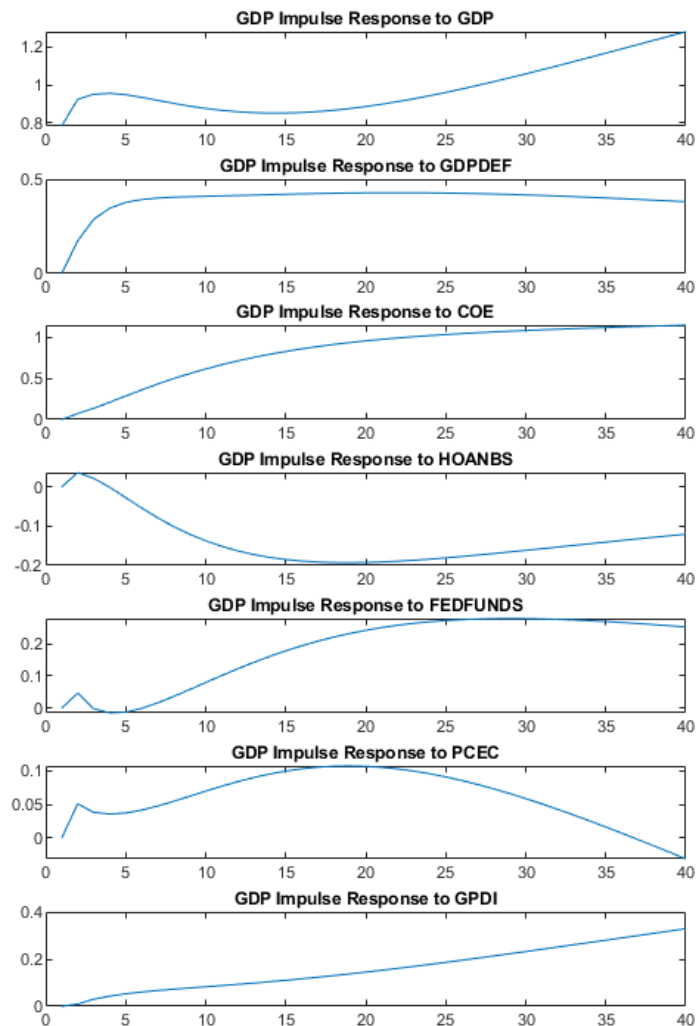 GDP Impulse Response to GDP
1.2
1
0.8
0 5 10 15 20 25 30 35 40
GDP Impulse Response to GDPDEF
0.5
0
0 5 10 15 20 25 30 35 40
GDP Impulse Response to COE
1
0.5
0
0 5 10 15 20 25 30 35 40
GDP Impulse Response to HOANBS
0
-0.1
-0.2
0 5 10 15 20 25 30 35 40
GDP Impulse Response to FEDFUNDS
0.2
0.1
0
0 5 10 15 20 25 30 35 40
GDP Impulse Response to PCEC
0.1
0.05
0
0 5 10 15 20 25 30 35 40
GDP Impulse Response to GPDI
0.4
0.2
0
0 5 10 15 20 25 30 35 40